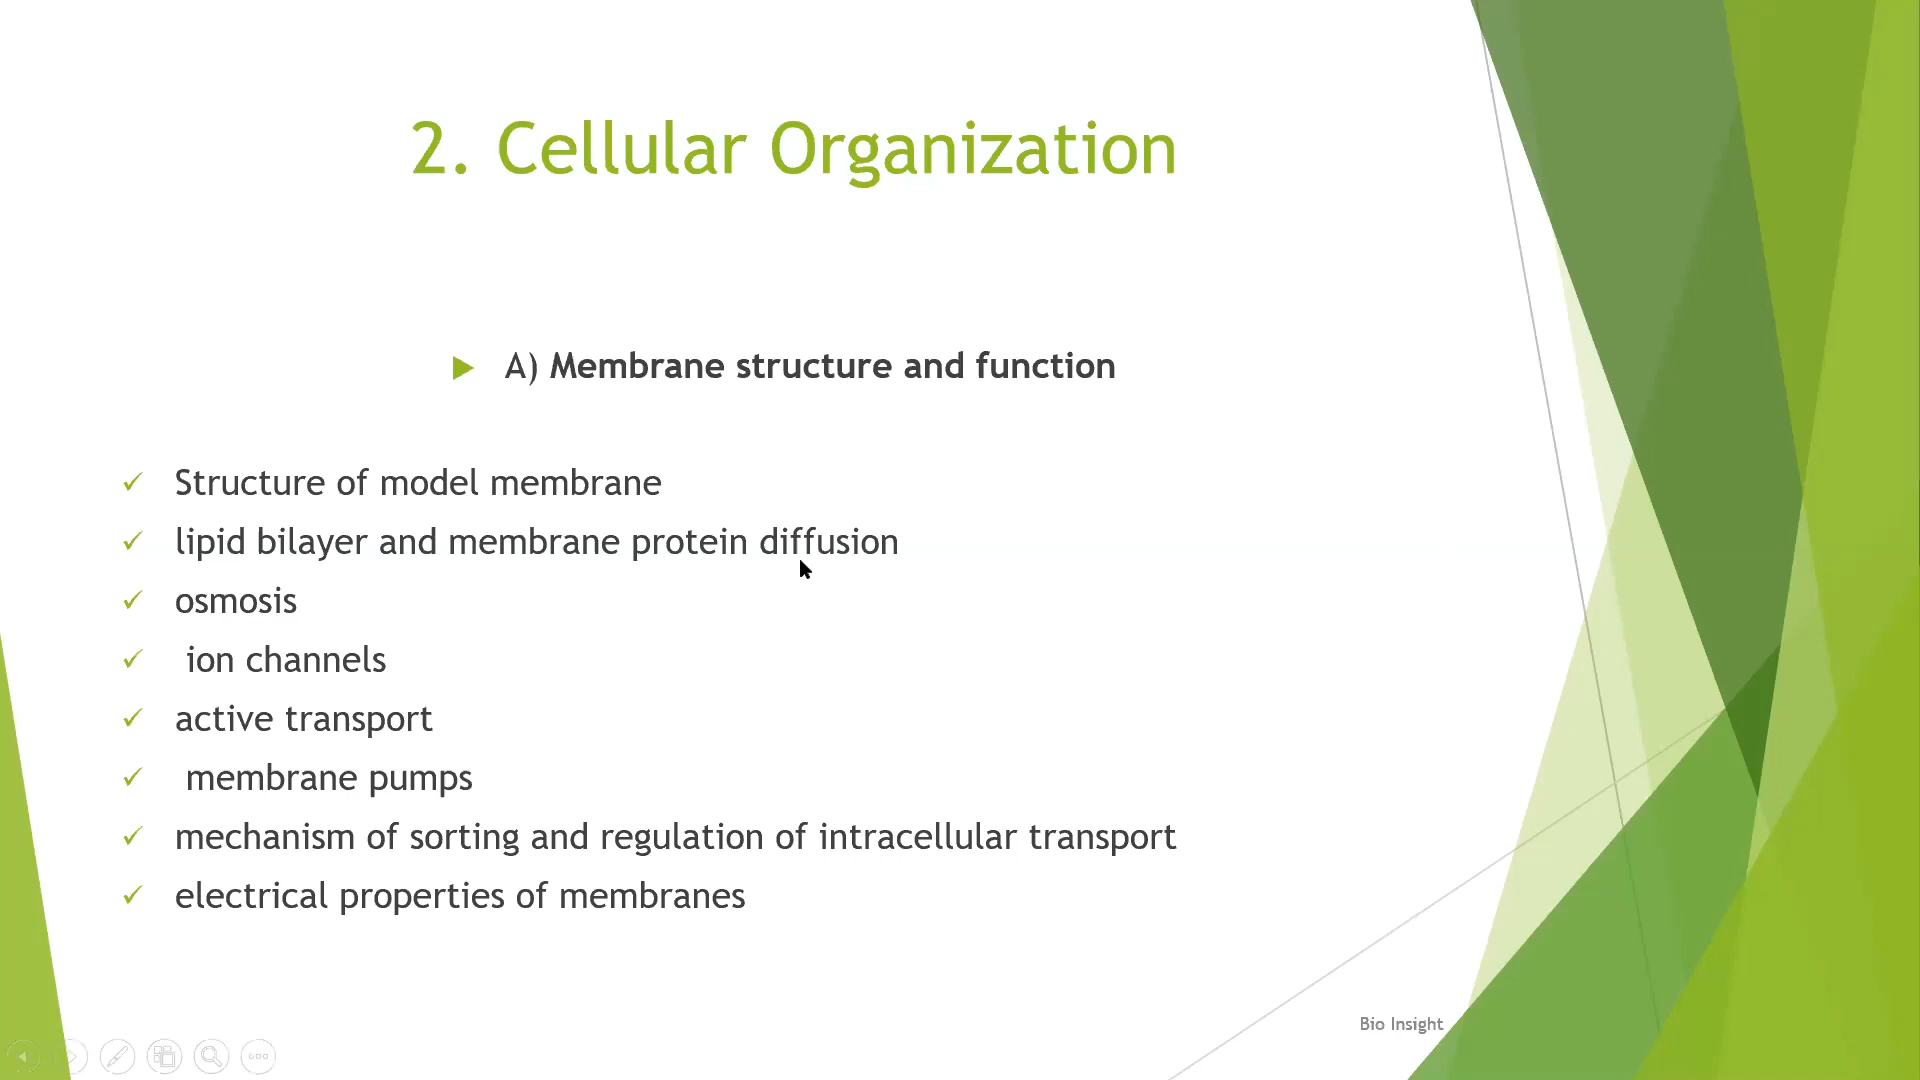 2. Cellular Organization
A) Membrane structure and function
Structure of model membrane
lipid bilayer and membrane protein diffusion
osmosis
ion channels
active transport
membrane pumps
mechanism of sorting and regulation of intracellular transport
electrical properties of membranes
Bio Insight